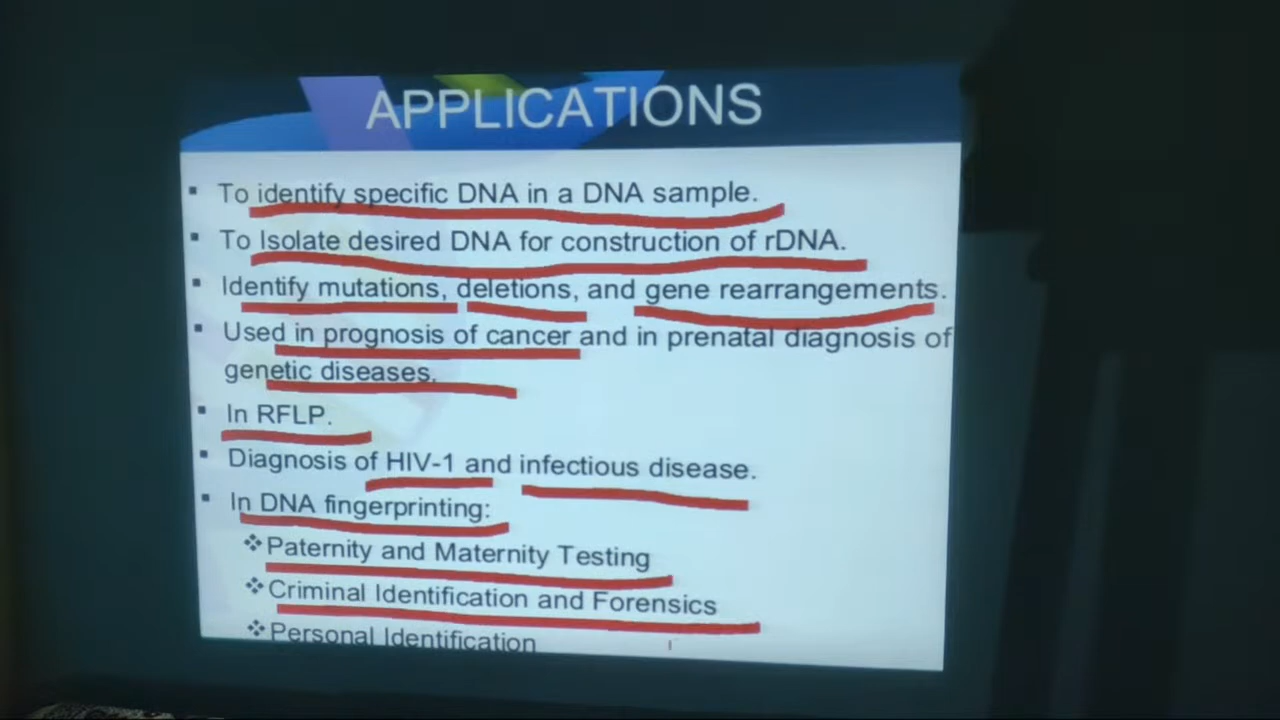 APPLICATIONS
▪ To identify specific DNA in a DNA sample.
▪ To Isolate desired DNA for construction of rDNA.
▪ Identify mutations, deletions, and gene rearrangements.
▪ Used in prognosis of cancer and in prenatal diagnosis of
genetic diseases.
▪ In RFLP.
▪ Diagnosis of HIV-1 and infectious disease.
▪ In DNA fingerprinting:
❖ Paternity and Maternity Testing
❖ Criminal Identification and Forensics
❖ Personal Identification